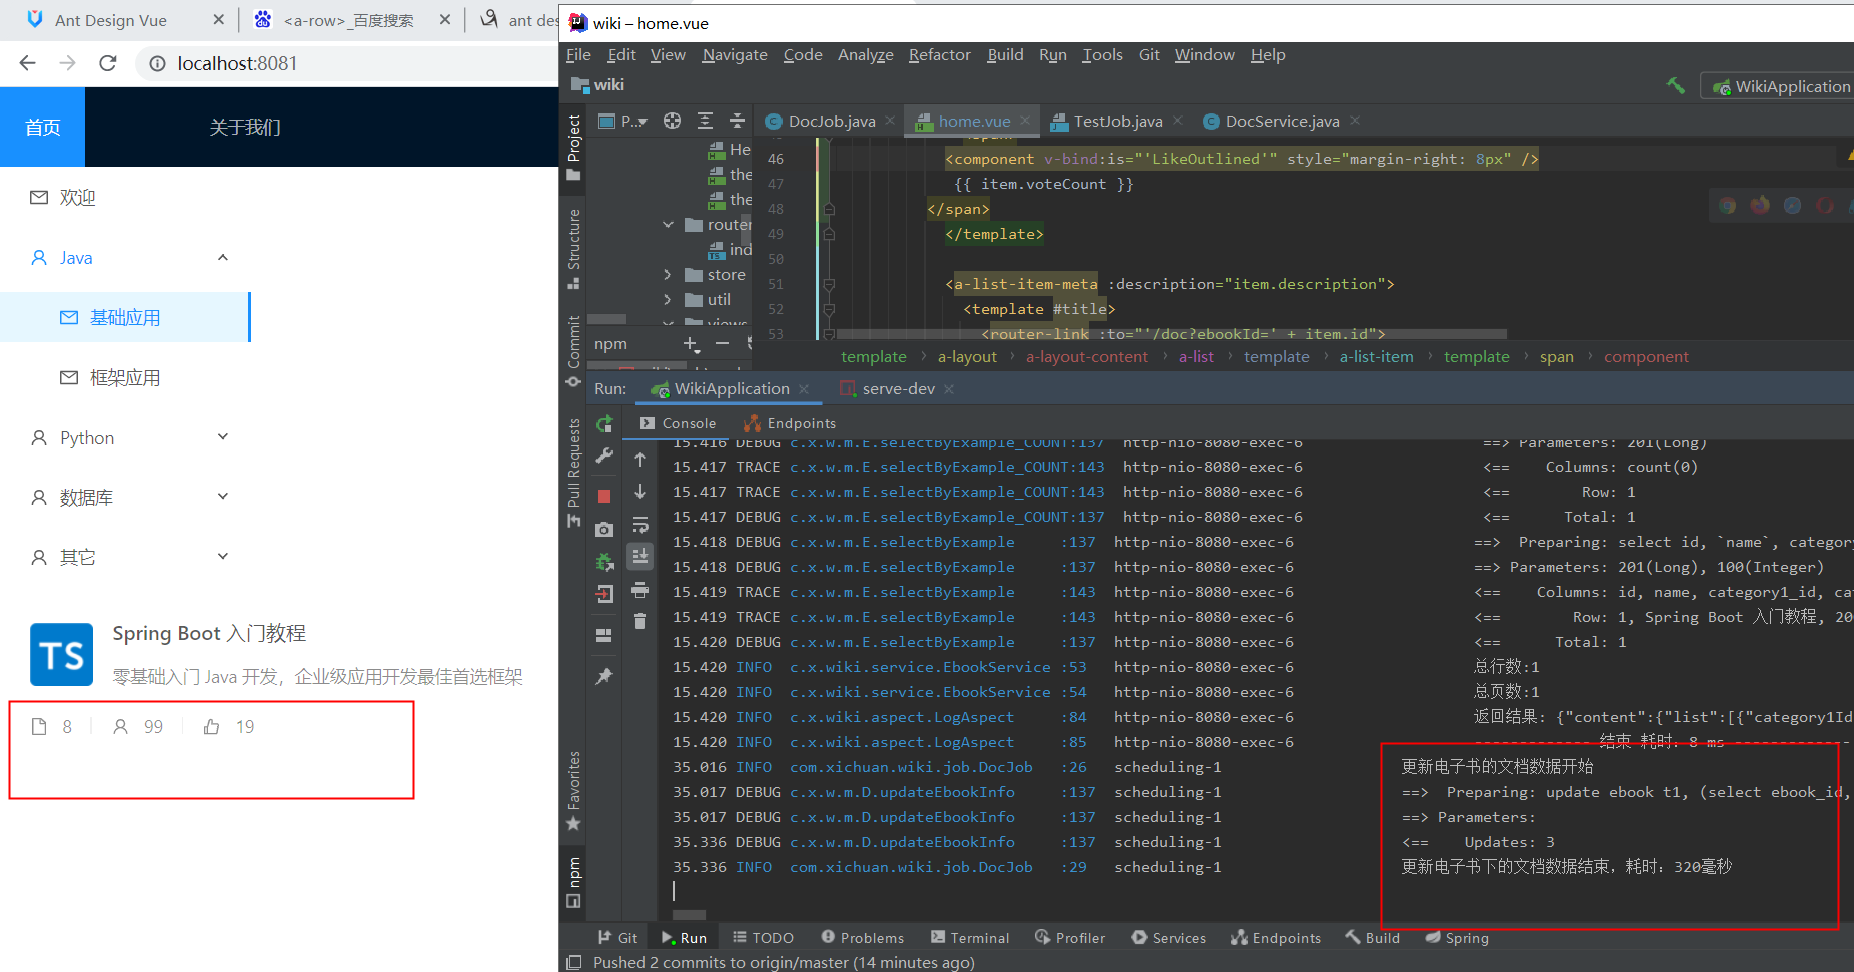 Ant Design Vue
<a-row>_百度搜索
ant des
localhost:8081
首页
关于我们
欢迎
Java
基础应用
框架应用
Python
数据库
其它
TS
Spring Boot 入门教程
零基础入门 Java 开发，企业级应用开发最佳首选框架
8
99
19
wiki – home.vue
File Edit View Navigate Code Analyze Refactor Build Run Tools Git Window Help
wiki
WikiApplication
Project
Structure
Commit
Pull Requests
Favorites
npm
P...
DocJob.java
home.vue
TestJob.java
DocService.java
He
the
the
router
ind
store
util
views
npm
46 <component v-bind:is="'LikeOutlined'" style="margin-right: 8px" />
47 {{ item.voteCount }}
48 </span>
49 </template>
50
51 <a-list-item-meta :description="item.description">
52 <template #title>
53 <router-link :to="'/doc?ebookId=' + item.id">
template › a-layout › a-layout-content › a-list › template › a-list-item › template › span › component
Run: WikiApplication serve-dev
Console Endpoints
15.416 DEBUG c.x.w.m.E.selectByExample_COUNT:137 http-nio-8080-exec-6 ==> Parameters: 201(Long)
15.417 TRACE c.x.w.m.E.selectByExample_COUNT:143 http-nio-8080-exec-6 <== Columns: count(0)
15.417 TRACE c.x.w.m.E.selectByExample_COUNT:143 http-nio-8080-exec-6 <== Row: 1
15.417 DEBUG c.x.w.m.E.selectByExample_COUNT:137 http-nio-8080-exec-6 <== Total: 1
15.418 DEBUG c.x.w.m.E.selectByExample :137 http-nio-8080-exec-6 ==> Preparing: select id, `name`, category
15.418 DEBUG c.x.w.m.E.selectByExample :137 http-nio-8080-exec-6 ==> Parameters: 201(Long), 100(Integer)
15.419 TRACE c.x.w.m.E.selectByExample :143 http-nio-8080-exec-6 <== Columns: id, name, category1_id, ca
15.419 TRACE c.x.w.m.E.selectByExample :143 http-nio-8080-exec-6 <== Row: 1, Spring Boot 入门教程, 20
15.420 DEBUG c.x.w.m.E.selectByExample :137 http-nio-8080-exec-6 <== Total: 1
15.420 INFO c.x.wiki.service.EbookService :53 http-nio-8080-exec-6 总行数:1
15.420 INFO c.x.wiki.service.EbookService :54 http-nio-8080-exec-6 总页数:1
15.420 INFO c.x.wiki.aspect.LogAspect :84 http-nio-8080-exec-6 返回结果: {"content":{"list":[{"category1Id
15.420 INFO c.x.wiki.aspect.LogAspect :85 http-nio-8080-exec-6 ------------- 结束 耗时：8 ms -------------
35.016 INFO com.xichuan.wiki.job.DocJob :26 scheduling-1 更新电子书的文档数据开始
35.017 DEBUG c.x.w.m.D.updateEbookInfo :137 scheduling-1 ==> Preparing: update ebook t1, (select ebook_id,
35.017 DEBUG c.x.w.m.D.updateEbookInfo :137 scheduling-1 ==> Parameters:
35.336 DEBUG c.x.w.m.D.updateEbookInfo :137 scheduling-1 <== Updates: 3
35.336 INFO com.xichuan.wiki.job.DocJob :29 scheduling-1 更新电子书下的文档数据结束，耗时：320毫秒
Git Run TODO Problems Terminal Profiler Services Endpoints Build Spring
Pushed 2 commits to origin/master (14 minutes ago)